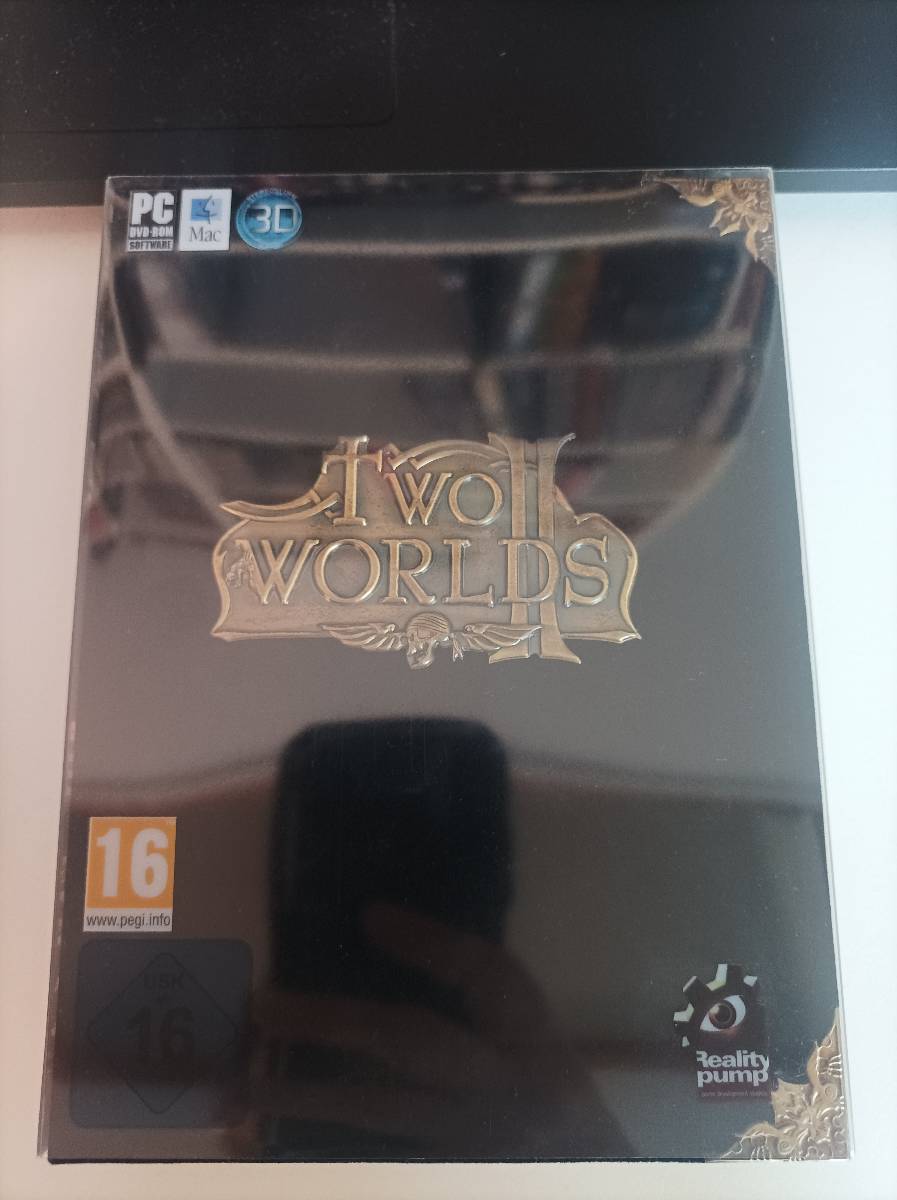 PC
DVD-ROM
SOFTWARE
Mac
3D
TWO II
WORLDS
16
www.pegi.info
USK
16
Reality
pump